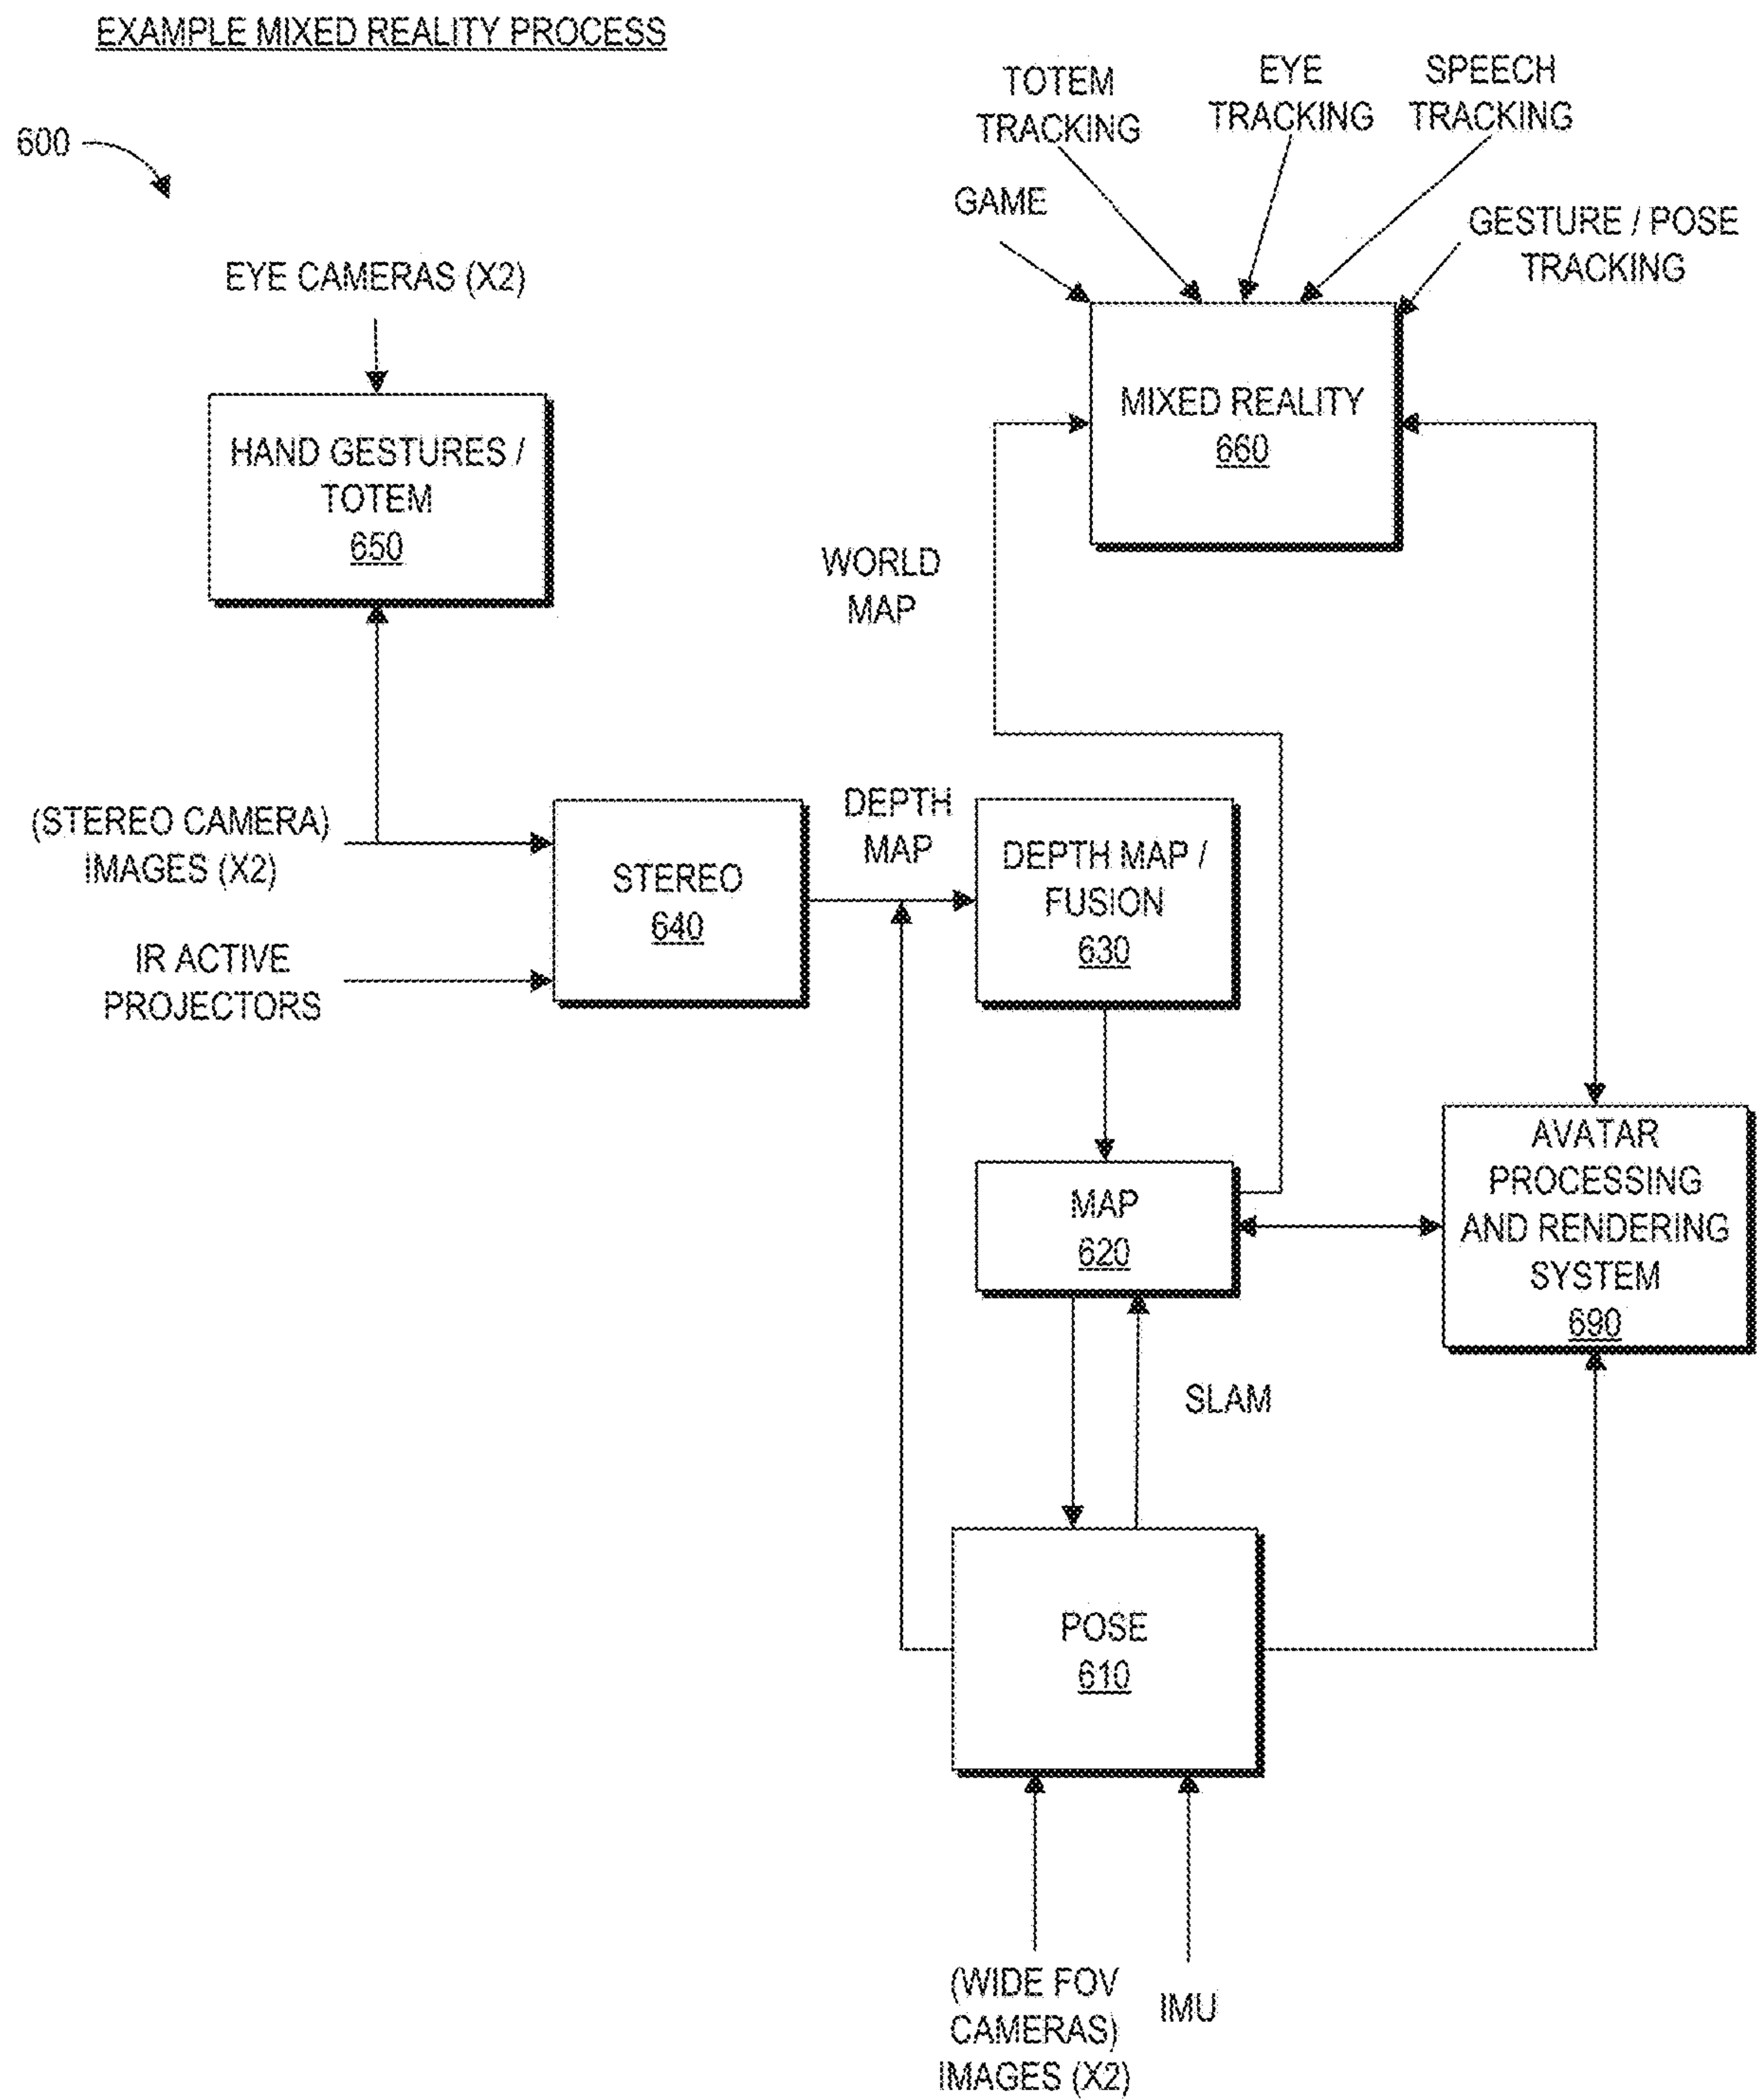 EXAMPLE MIXED REALITY PROCESS
600
TOTEM
TRACKING
EYE
TRACKING
SPEECH
TRACKING
GAME
GESTURE / POSE
TRACKING
EYE CAMERAS (X2)
HAND GESTURES /
TOTEM
650
MIXED REALITY
660
WORLD
MAP
(STEREO CAMERA)
IMAGES (X2)
IR ACTIVE
PROJECTORS
STEREO
640
DEPTH
MAP
DEPTH MAP /
FUSION
630
MAP
620
AVATAR
PROCESSING
AND RENDERING
SYSTEM
690
SLAM
POSE
610
(WIDE FOV
CAMERAS)
IMAGES (X2)
IMU